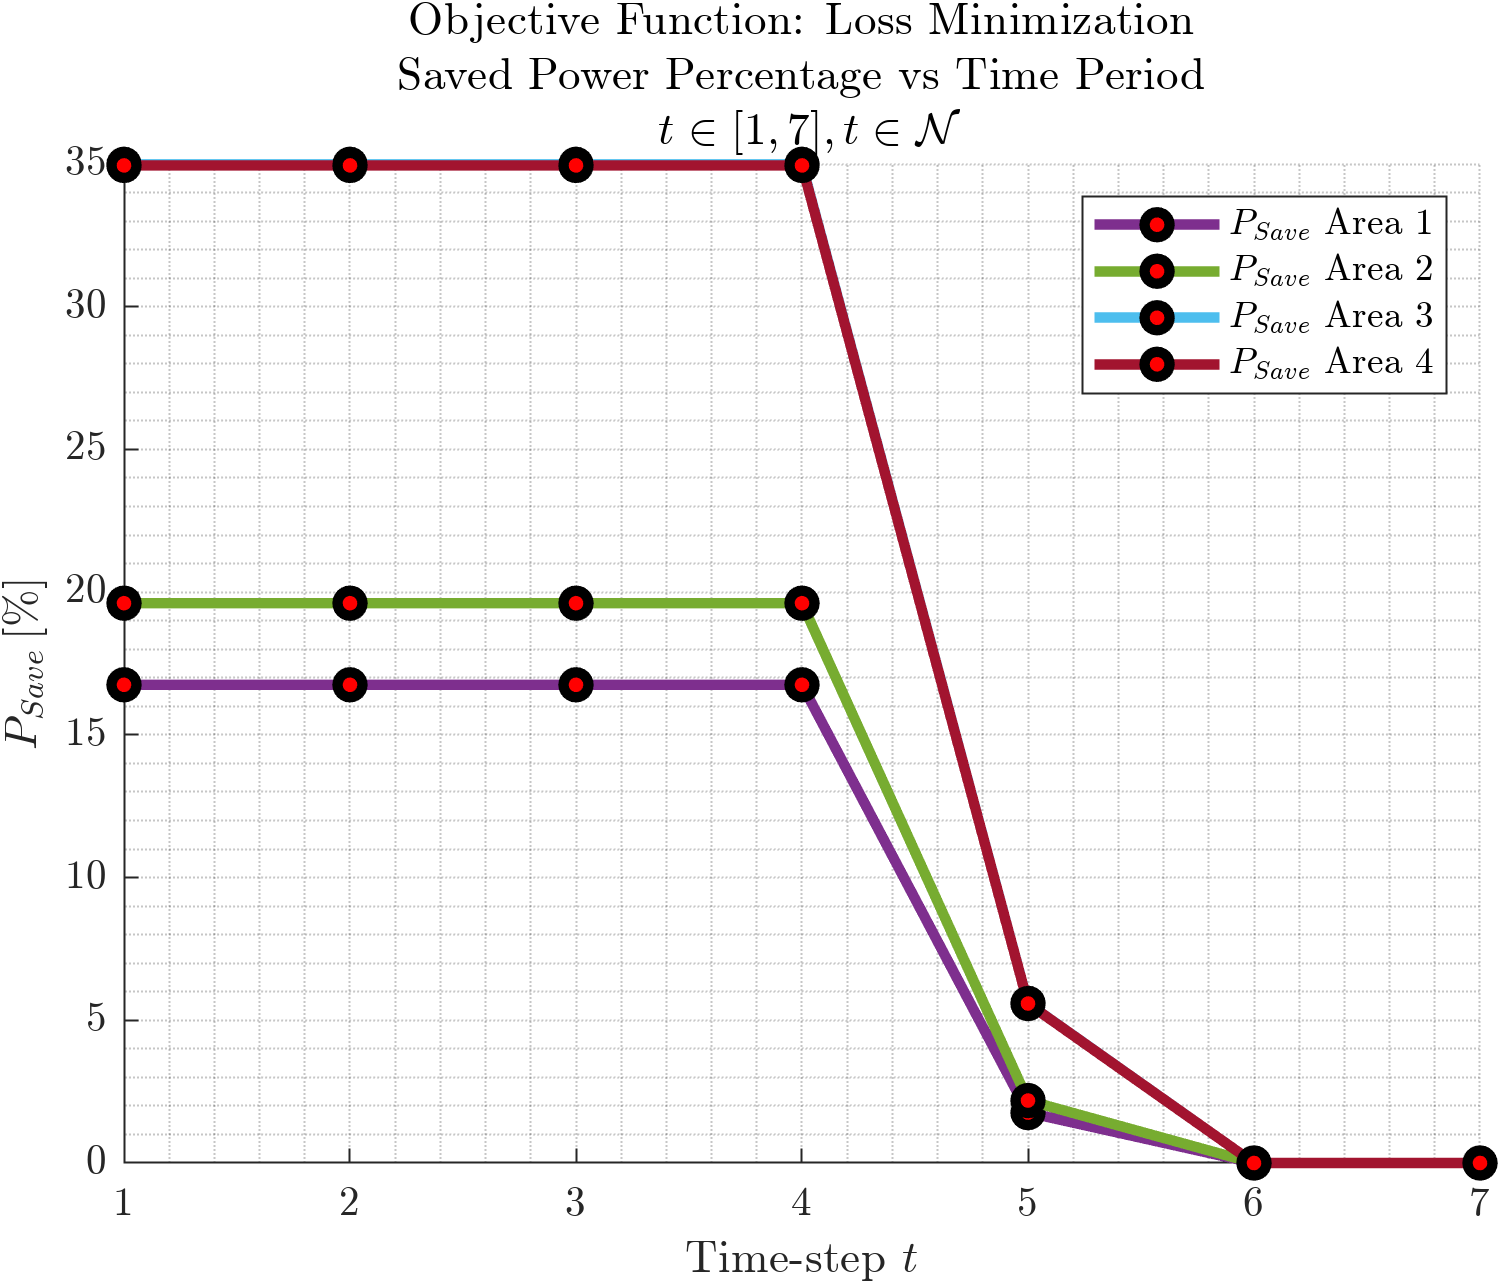 Objective Function: Loss Minimization
Saved Power Percentage vs Time Period
t ∈ [1, 7], t ∈ 𝒩
35
30
25
20
15
10
5
0
P_Save [%]
P_Save Area 1
P_Save Area 2
P_Save Area 3
P_Save Area 4
1 2 3 4 5 6 7
Time-step t